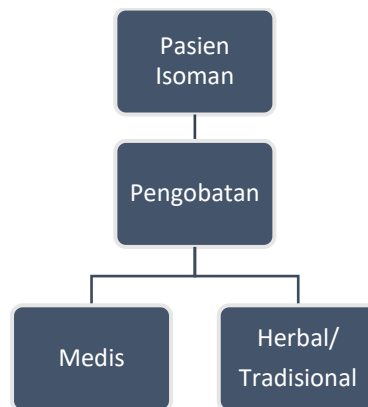 Pasien
Isoman
Pengobatan
Medis
Herbal/
Tradisional